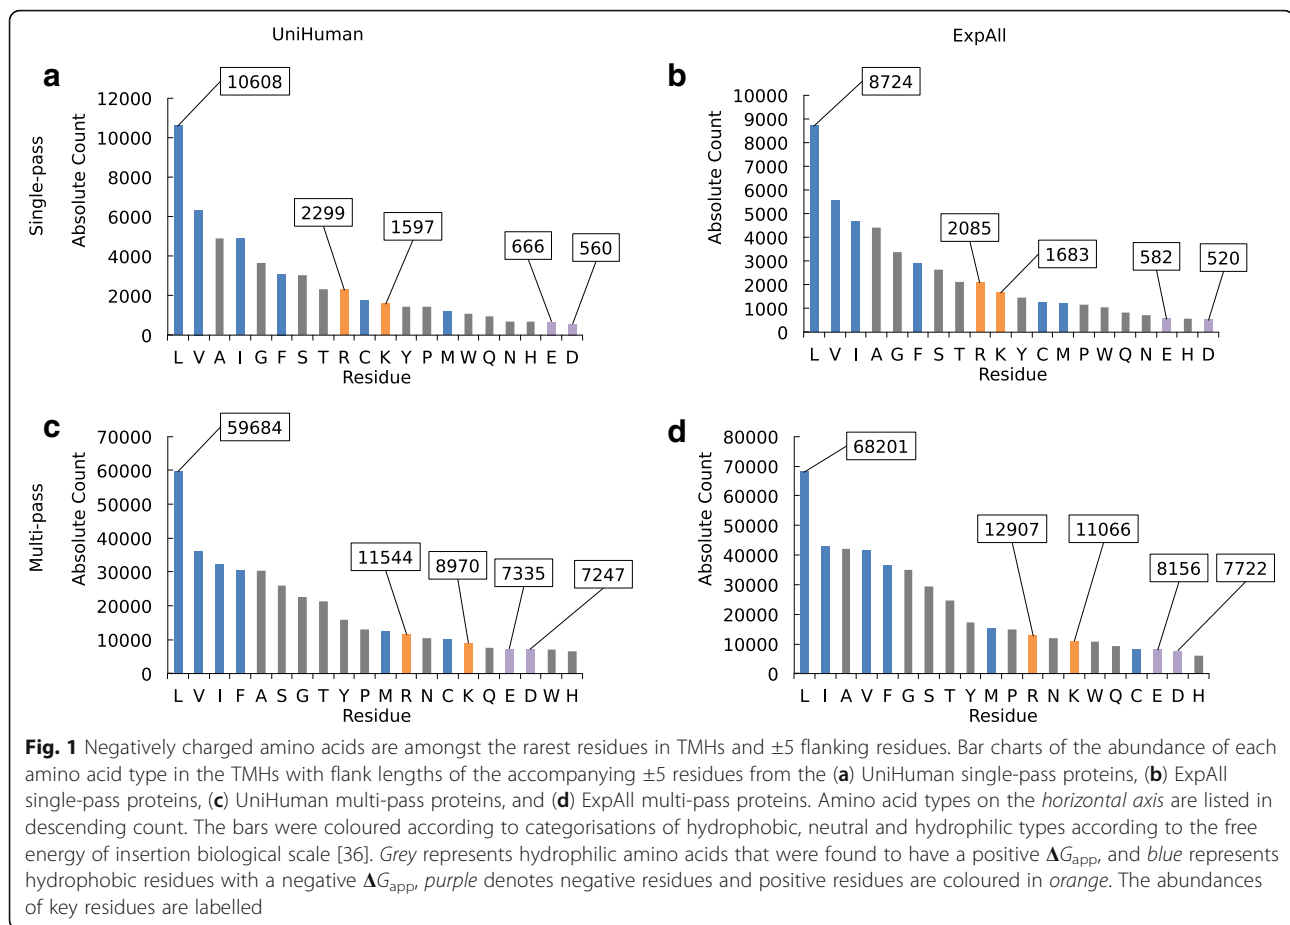 UniHuman
ExpAll
Single-pass
Multi-pass
a
10608
12000
10000
8000
6000
4000
2000
0
Absolute Count
2299
1597
666
560
L V A I G F S T R C K Y P M W Q N H E D
Residue
b
8724
10000
9000
8000
7000
6000
5000
4000
3000
2000
1000
0
Absolute Count
2085
1683
582
520
L V I A G F S T R K Y C M P W Q N E H D
Residue
c
59684
70000
60000
50000
40000
30000
20000
10000
0
Absolute Count
11544
8970
7335
7247
L V I F A S G T Y P M R N C K Q E D W H
Residue
d
68201
80000
70000
60000
50000
40000
30000
20000
10000
0
Absolute Count
12907
11066
8156
7722
L I A V F G S T Y M P R N K W Q C E D H
Residue
Fig. 1 Negatively charged amino acids are amongst the rarest residues in TMHs and ±5 flanking residues. Bar charts of the abundance of each
amino acid type in the TMHs with flank lengths of the accompanying ±5 residues from the (a) UniHuman single-pass proteins, (b) ExpAll
single-pass proteins, (c) UniHuman multi-pass proteins, and (d) ExpAll multi-pass proteins. Amino acid types on the horizontal axis are listed in
descending count. The bars were coloured according to categorisations of hydrophobic, neutral and hydrophilic types according to the free
energy of insertion biological scale [36]. Grey represents hydrophilic amino acids that were found to have a positive ΔGapp, and blue represents
hydrophobic residues with a negative ΔGapp, purple denotes negative residues and positive residues are coloured in orange. The abundances
of key residues are labelled